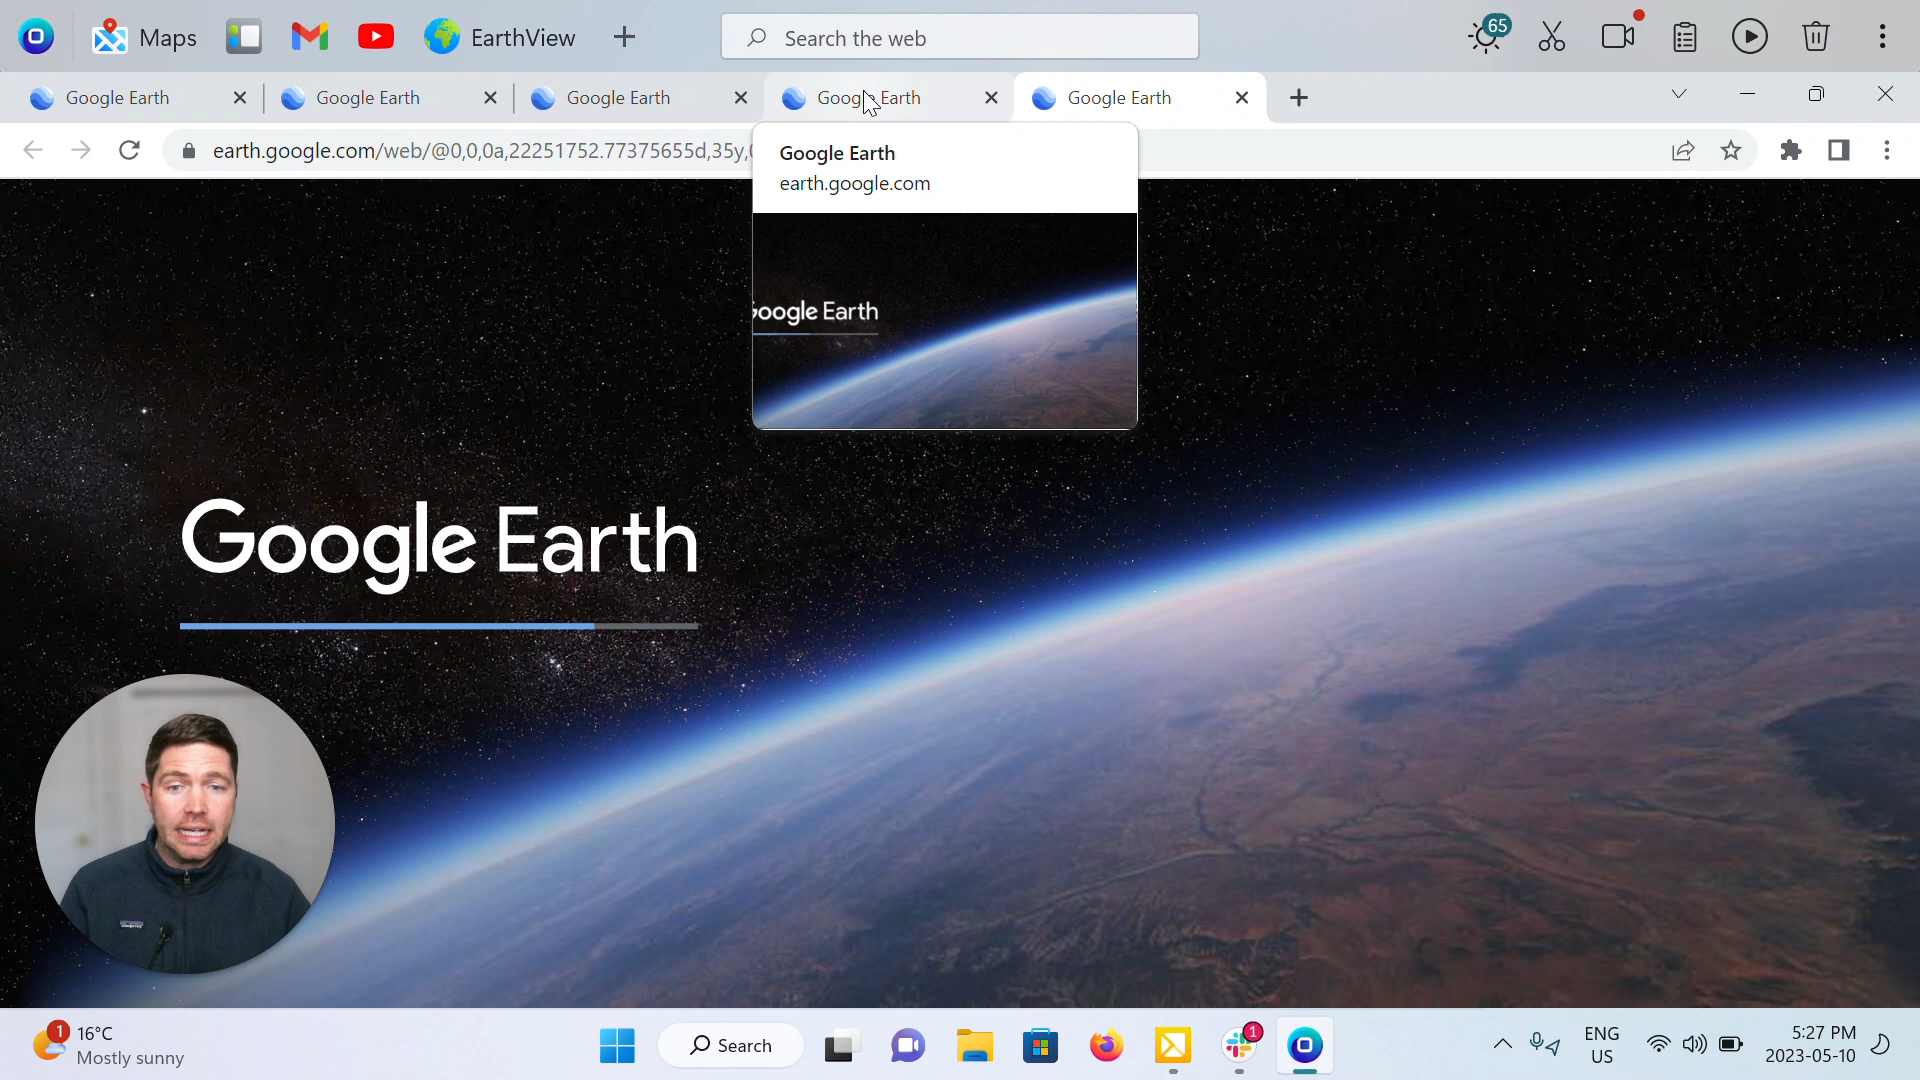 Maps
EarthView
Search the web
65
Google Earth
Google Earth
Google Earth
Google Earth
Google Earth
earth.google.com/web/@0,0,0a,22251752.77375655d,35y,
Google Earth
earth.google.com
Google Earth
Google Earth
1
16°C
Mostly sunny
Search
1
ENG
US
5:27 PM
2023-05-10